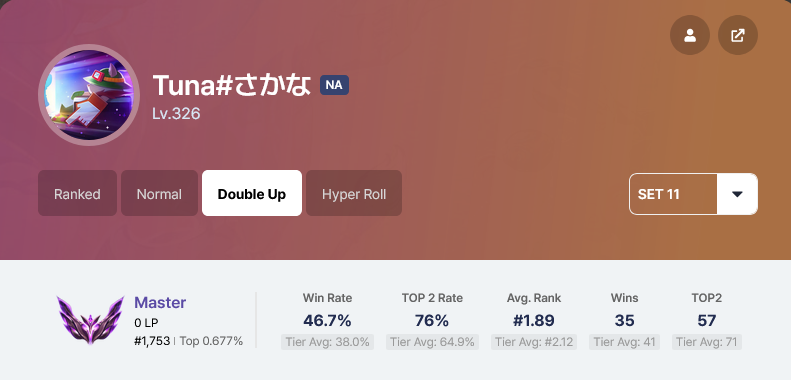 Tuna#さかな NA
Lv.326
Ranked Normal Double Up Hyper Roll SET 11
Master
0 LP
#1,753 Top 0.677%
Win Rate TOP 2 Rate Avg. Rank Wins TOP2
46.7% 76% #1.89 35 57
Tier Avg: 38.0% Tier Avg: 64.9% Tier Avg: #2.12 Tier Avg: 41 Tier Avg: 71